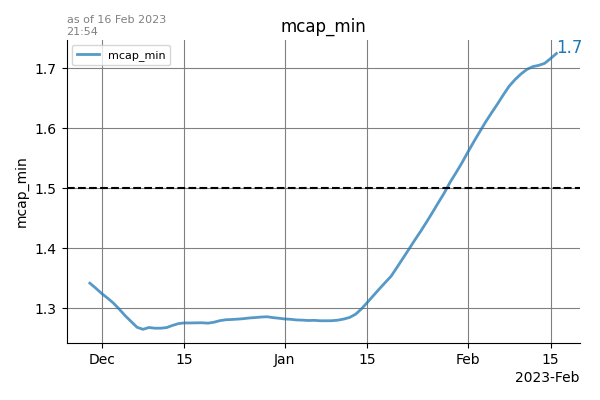 as of 16 Feb 2023
21:54
mcap_min
1.7
mcap_min
1.7
1.6
1.5
1.4
1.3
mcap_min
Dec 15 Jan 15 Feb 15
2023-Feb